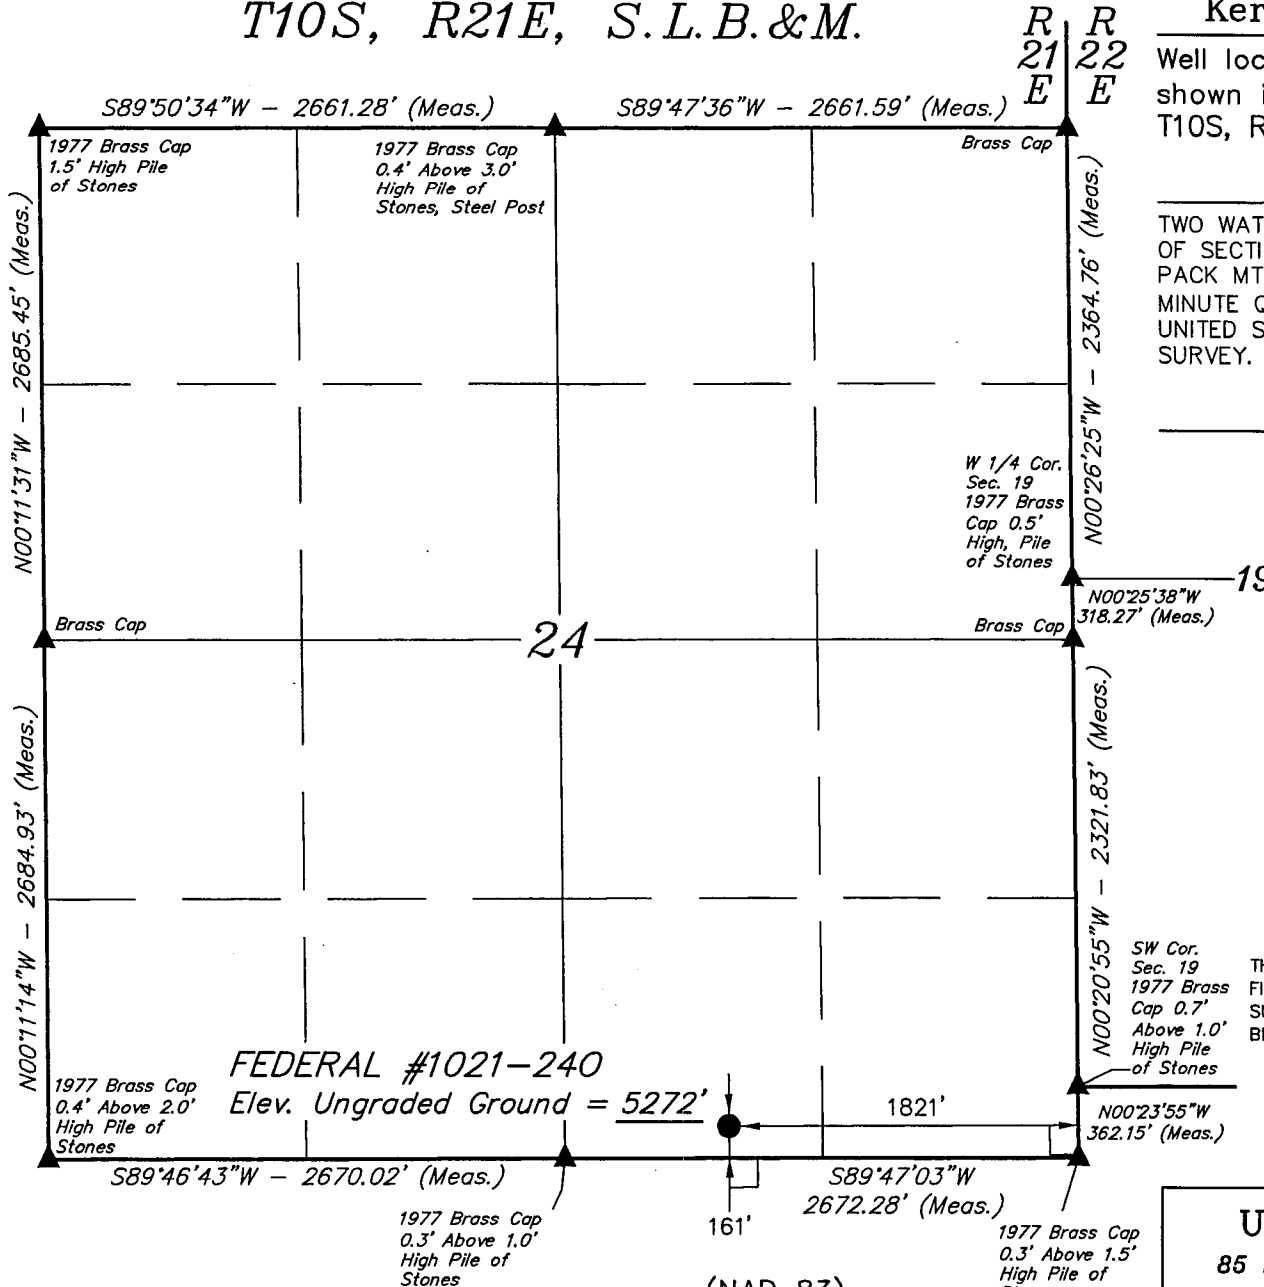 T10S, R21E, S.L.B.&M.
R R
21 22
E E
Ker
Well loc
shown i
T10S, R
S89°50'34"W - 2661.28' (Meas.)
S89°47'36"W - 2661.59' (Meas.)
1977 Brass Cap
1.5' High Pile
of Stones
1977 Brass Cap
0.4' Above 3.0'
High Pile of
Stones, Steel Post
Brass Cap
TWO WAT
OF SECTI
PACK MT
MINUTE Q
UNITED S
SURVEY.
N00°11'31"W - 2685.45' (Meas.)
N00°26'25"W - 2364.76' (Meas.)
W 1/4 Cor.
Sec. 19
1977 Brass
Cap 0.5'
High, Pile
of Stones
19
N00°25'38"W
318.27' (Meas.)
Brass Cap
24
Brass Cap
N00°11'14"W - 2684.93' (Meas.)
N00°20'55"W - 2321.83' (Meas.)
SW Cor.
Sec. 19
1977 Brass
Cap 0.7'
Above 1.0'
High Pile
of Stones
TH
FI
SU
FEDERAL #1021-240
Elev. Ungraded Ground = 5272'
1977 Brass Cap
0.4' Above 2.0'
High Pile of
Stones
1821'
N00°23'55"W
362.15' (Meas.)
S89°46'43"W - 2670.02' (Meas.)
S89°47'03"W
2672.28' (Meas.)
161'
1977 Brass Cap
0.3' Above 1.0'
High Pile of
Stones
1977 Brass Cap
0.3' Above 1.5'
High Pile of
U
85
(NAD 83)